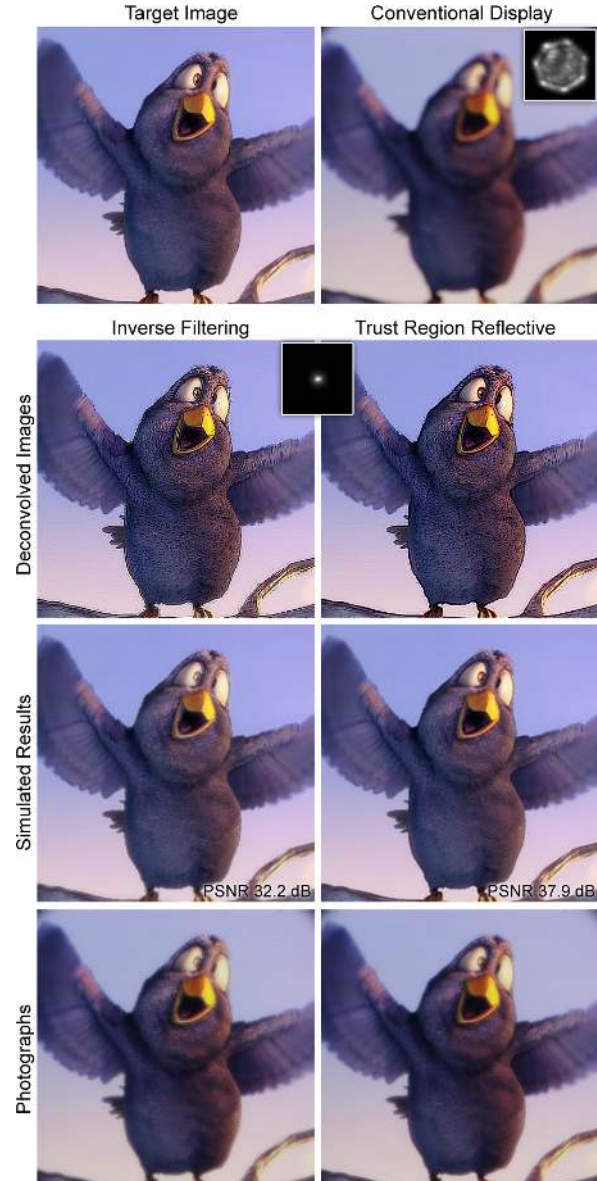 Target Image
Conventional Display
Inverse Filtering
Trust Region Reflective
Deconvolved Images
Simulated Results
PSNR 32.2 dB
PSNR 37.9 dB
Photographs